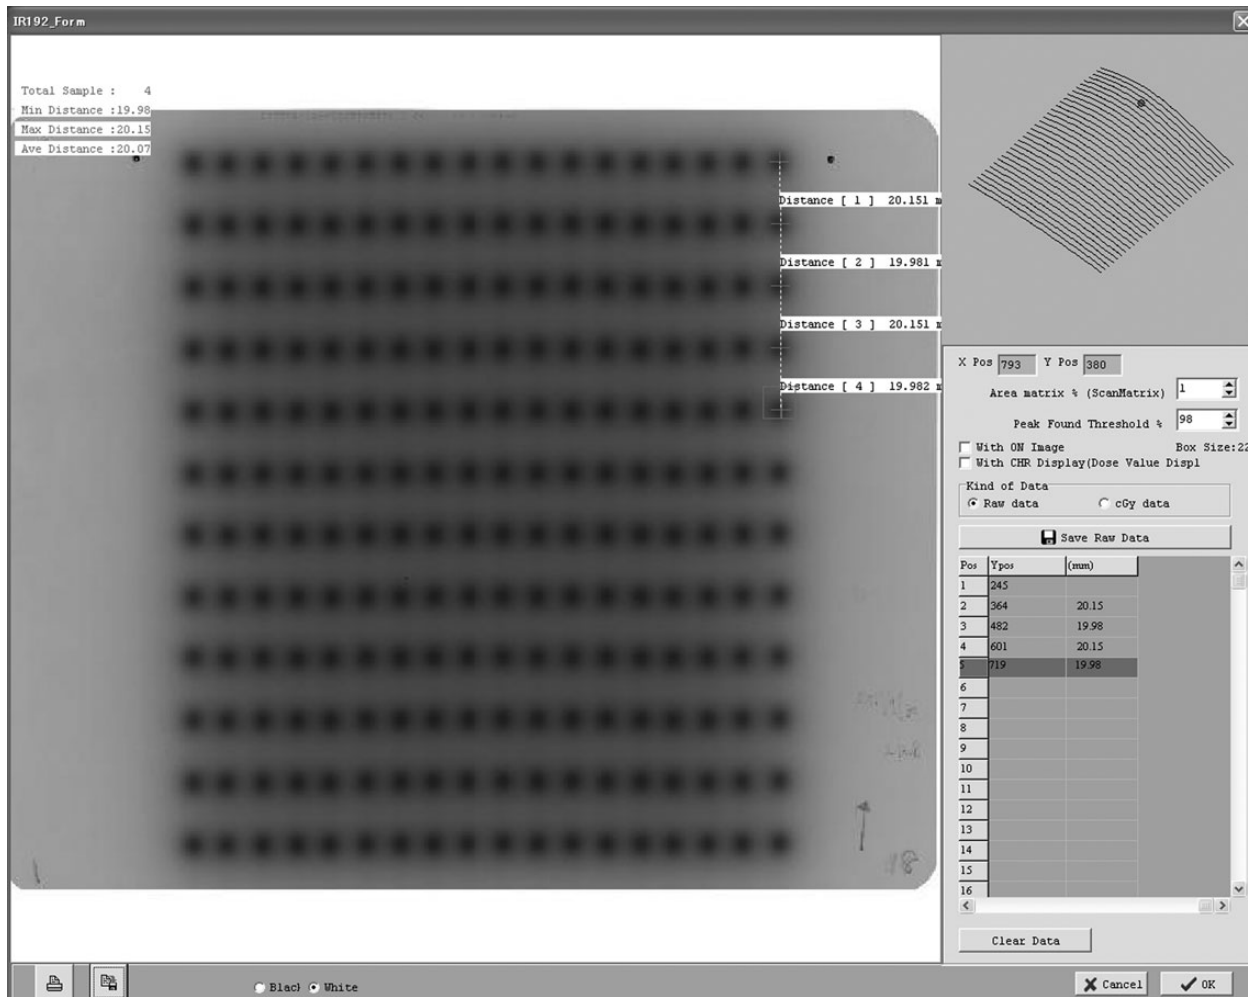 IR192_Form
Total Sample : 4
Min Distance :19.98
Max Distance :20.15
Ave Distance :20.07
Distance [ 1 ] 20.151 m
Distance [ 2 ] 19.981 m
Distance [ 3 ] 20.151 m
Distance [ 4 ] 19.982 m
18
X Pos 793 Y Pos 380
Area matrix % (ScanMatrix) 1
Peak Found Threshold % 98
With ON Image Box Size:22
With CHR Display(Dose Value Displ
Kind of Data
Raw data cGy data
Save Raw Data
Pos Ypos (mm)
1 245
2 364 20.15
3 482 19.98
4 601 20.15
5 719 19.98
6
7
8
9
10
11
12
13
14
15
16
Clear Data
Blac} White
Cancel OK